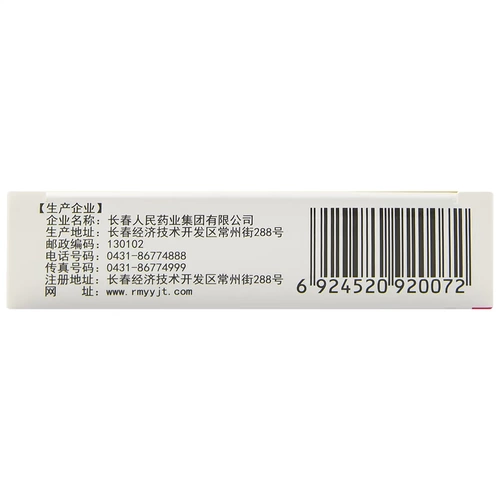 【生产企业】
企业名称：长春人民药业集团有限公司
生产地址：长春经济技术开发区常州街288号
邮政编码：130102
电话号码：0431-86774888
传真号码：0431-86774999
注册地址：长春经济技术开发区常州街288号
网 址：www.rmyyjt.com
6 924520 920072